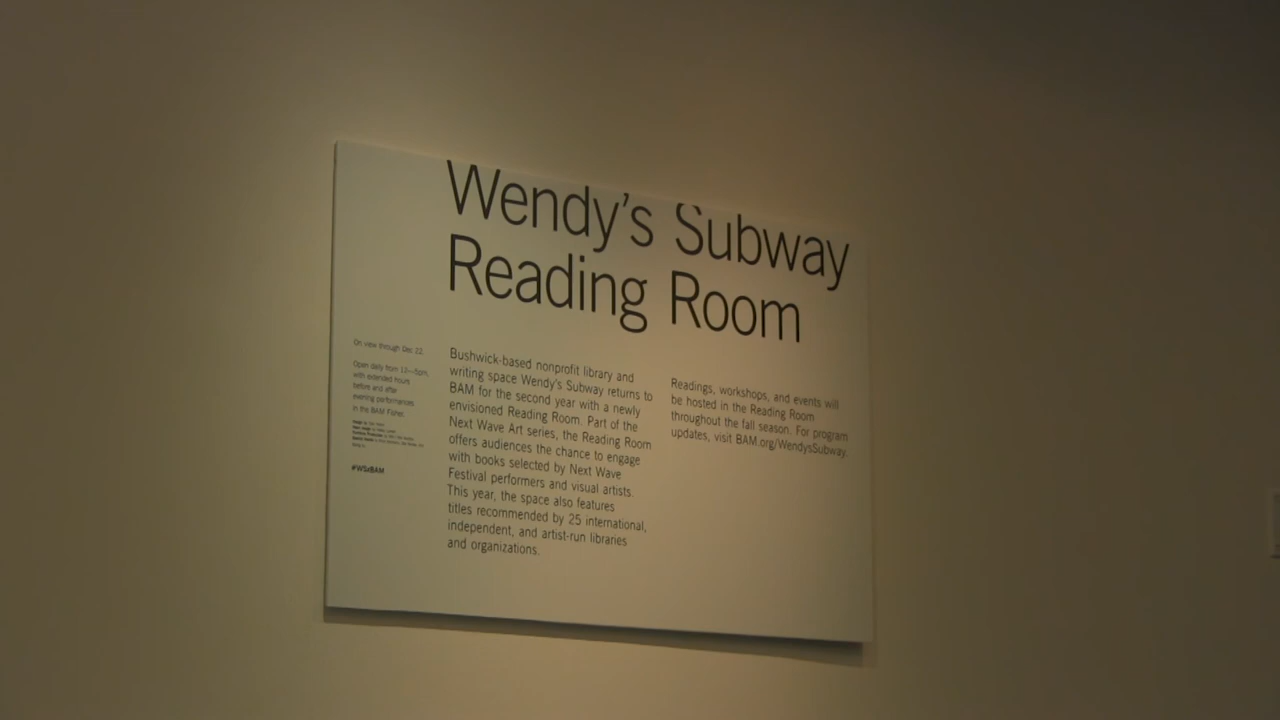 Wendy's Subway
Reading Room
On view through Dec 22.
Open daily from 12—5pm,
with extended hours
before and after
evening performances
in the BAM Fisher.
#WSxBAM
Bushwick-based nonprofit library and
writing space Wendy's Subway returns to
BAM for the second year with a newly
envisioned Reading Room. Part of the
Next Wave Art series, the Reading Room
offers audiences the chance to engage
with books selected by Next Wave
Festival performers and visual artists.
This year, the space also features
titles recommended by 25 international,
independent, and artist-run libraries
and organizations.
Readings, workshops, and events will
be hosted in the Reading Room
throughout the fall season. For program
updates, visit BAM.org/WendysSubway.